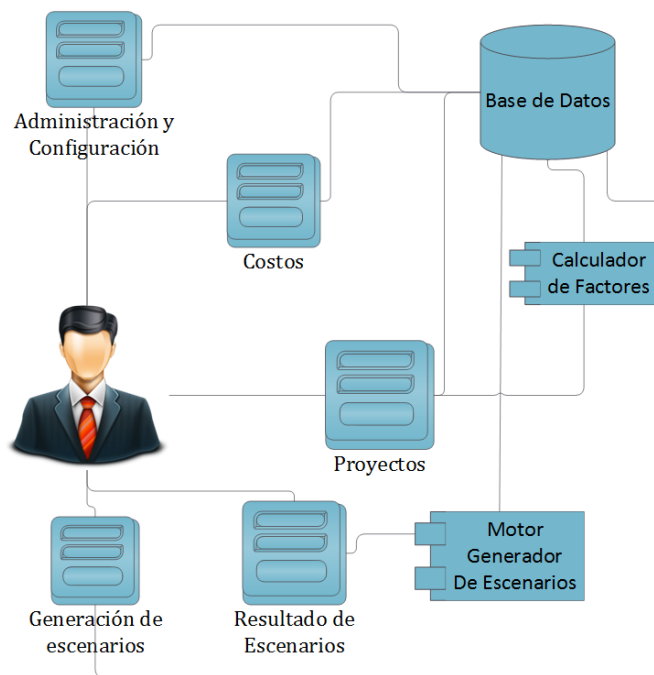 Base de Datos
Administración y
Configuración
Costos
Calculador
de Factores
Proyectos
Motor
Generador
De Escenarios
Generación de
escenarios
Resultado de
Escenarios